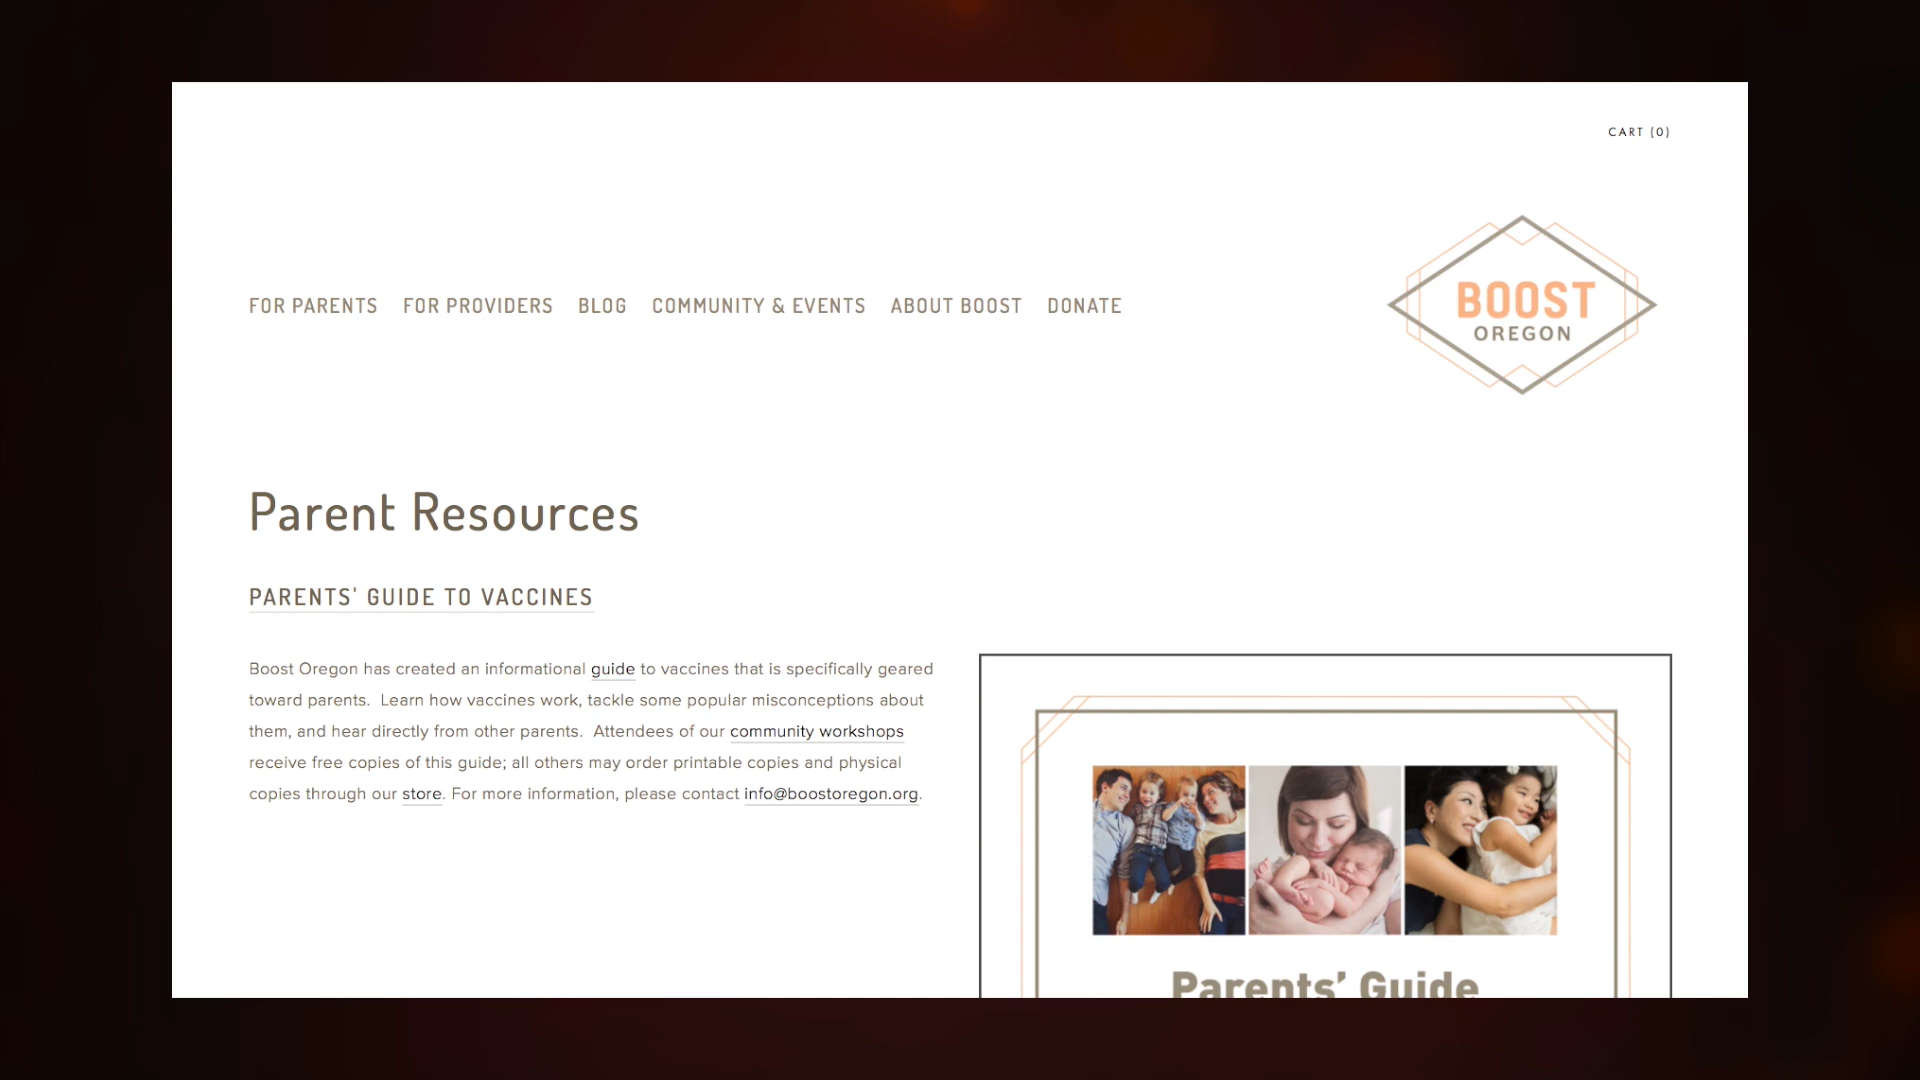 CART (0)
FOR PARENTS FOR PROVIDERS BLOG COMMUNITY & EVENTS ABOUT BOOST DONATE
BOOST
OREGON
Parent Resources
PARENTS' GUIDE TO VACCINES
Boost Oregon has created an informational guide to vaccines that is specifically geared
toward parents. Learn how vaccines work, tackle some popular misconceptions about
them, and hear directly from other parents. Attendees of our community workshops
receive free copies of this guide; all others may order printable copies and physical
copies through our store. For more information, please contact info@boostoregon.org.
Parents’ Guide